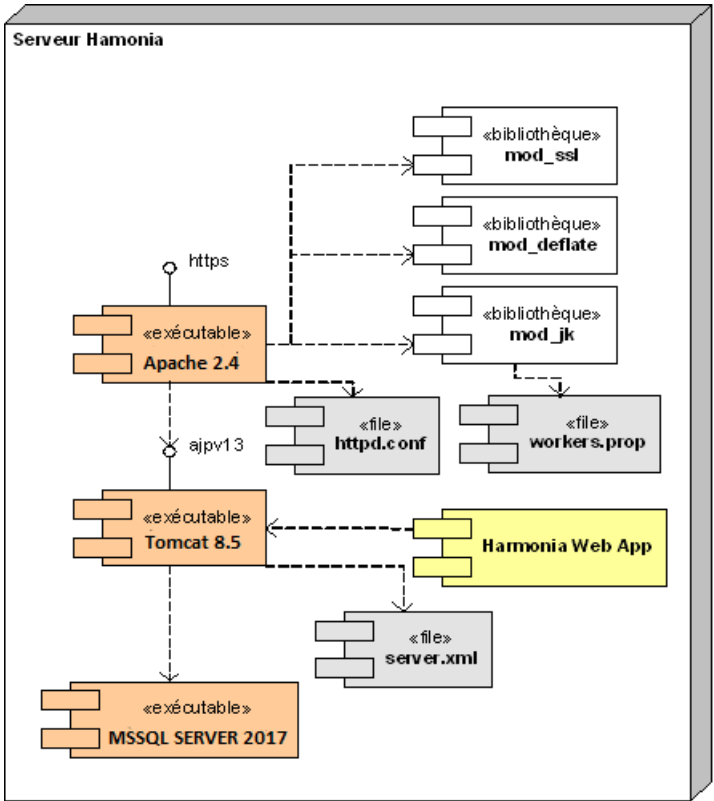 Serveur Hamonia
«bibliothèque»
mod_ssl
«bibliothèque»
mod_deflate
https
«bibliothèque»
mod_jk
«exécutable»
Apache 2.4
«file»
httpd.conf
«file»
workers.prop
ajpv13
«exécutable»
Tomcat 8.5
Harmonia Web App
«file»
server.xml
«exécutable»
MSSQL SERVER 2017